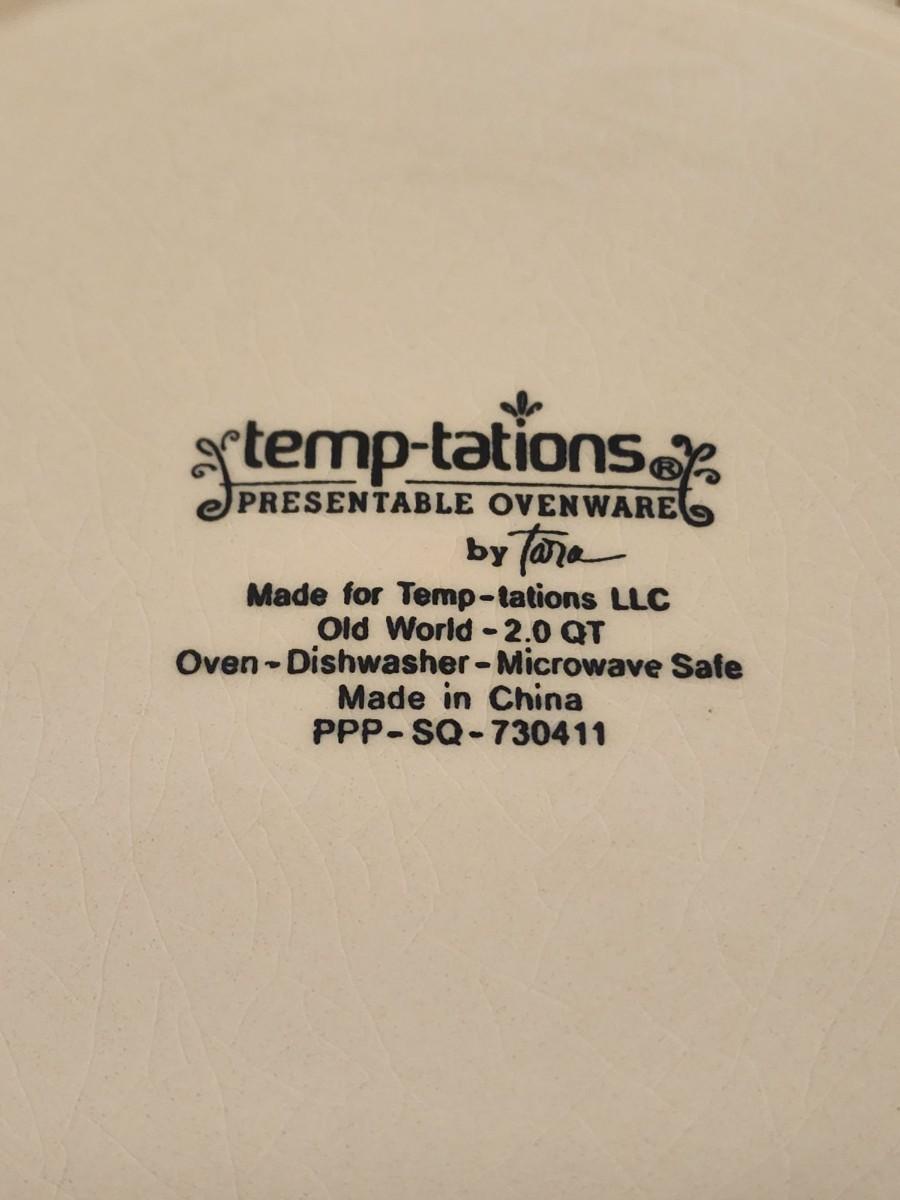 temp-tations®
PRESENTABLE OVENWARE
by Tara
Made for Temp-tations LLC
Old World - 2.0 QT
Oven - Dishwasher - Microwave Safe
Made in China
PPP - SQ - 730411